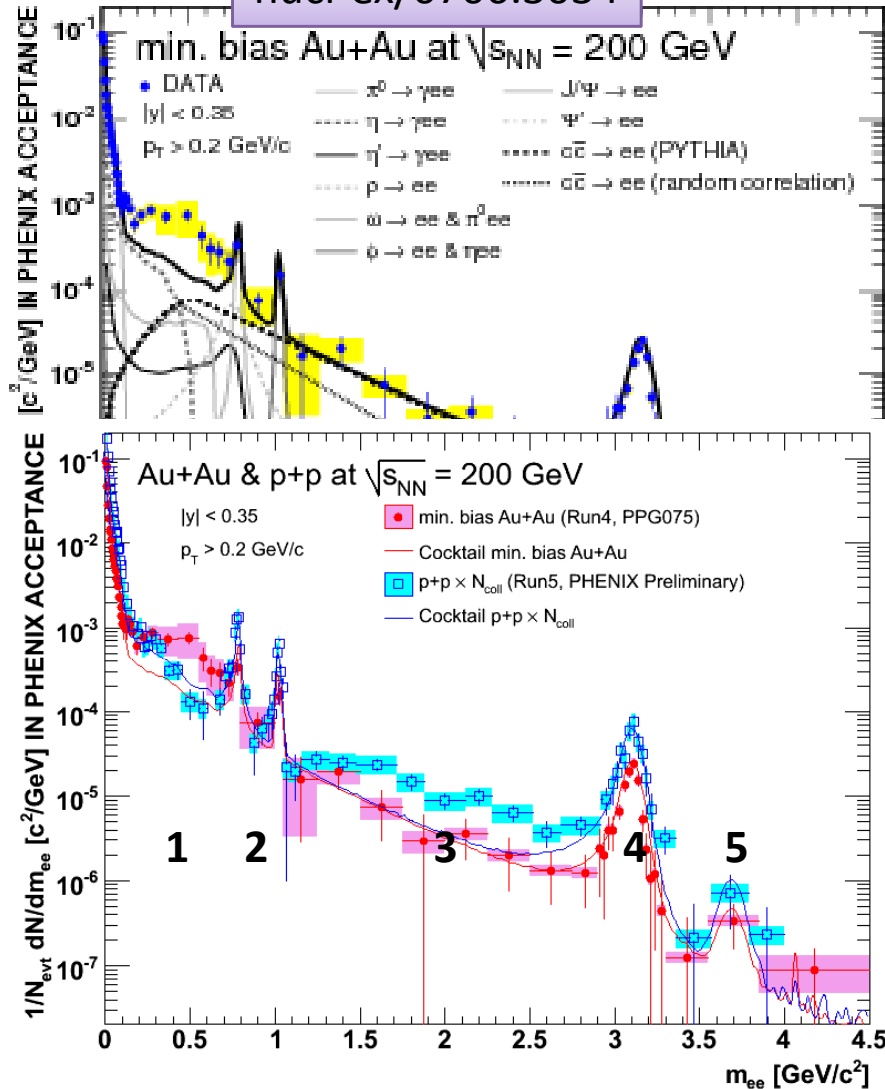 min. bias Au+Au at √sNN = 200 GeV
DATA
|y| < 0.35
pT > 0.2 GeV/c
π⁰ → γee
η → γee
η' → γee
ρ → ee
ω → ee & π⁰ee
ϕ → ee & ηee
J/Ψ → ee
Ψ' → ee
cc̅ → ee (PYTHIA)
cc̅ → ee (random correlation)
[c²/GeV] IN PHENIX ACCEPTANCE
10⁻¹
10⁻²
10⁻³
10⁻⁴
10⁻⁵
Au+Au & p+p at √sNN = 200 GeV
|y| < 0.35
pT > 0.2 GeV/c
min. bias Au+Au (Run4, PPG075)
Cocktail min. bias Au+Au
p+p × Ncoll (Run5, PHENIX Preliminary)
Cocktail p+p × Ncoll
1/Nevt dN/dmee [c²/GeV] IN PHENIX ACCEPTANCE
10⁻¹
10⁻²
10⁻³
10⁻⁴
10⁻⁵
10⁻⁶
10⁻⁷
1 2 3 4 5
0 0.5 1 1.5 2 2.5 3 3.5 4 4.5
mee [GeV/c²]